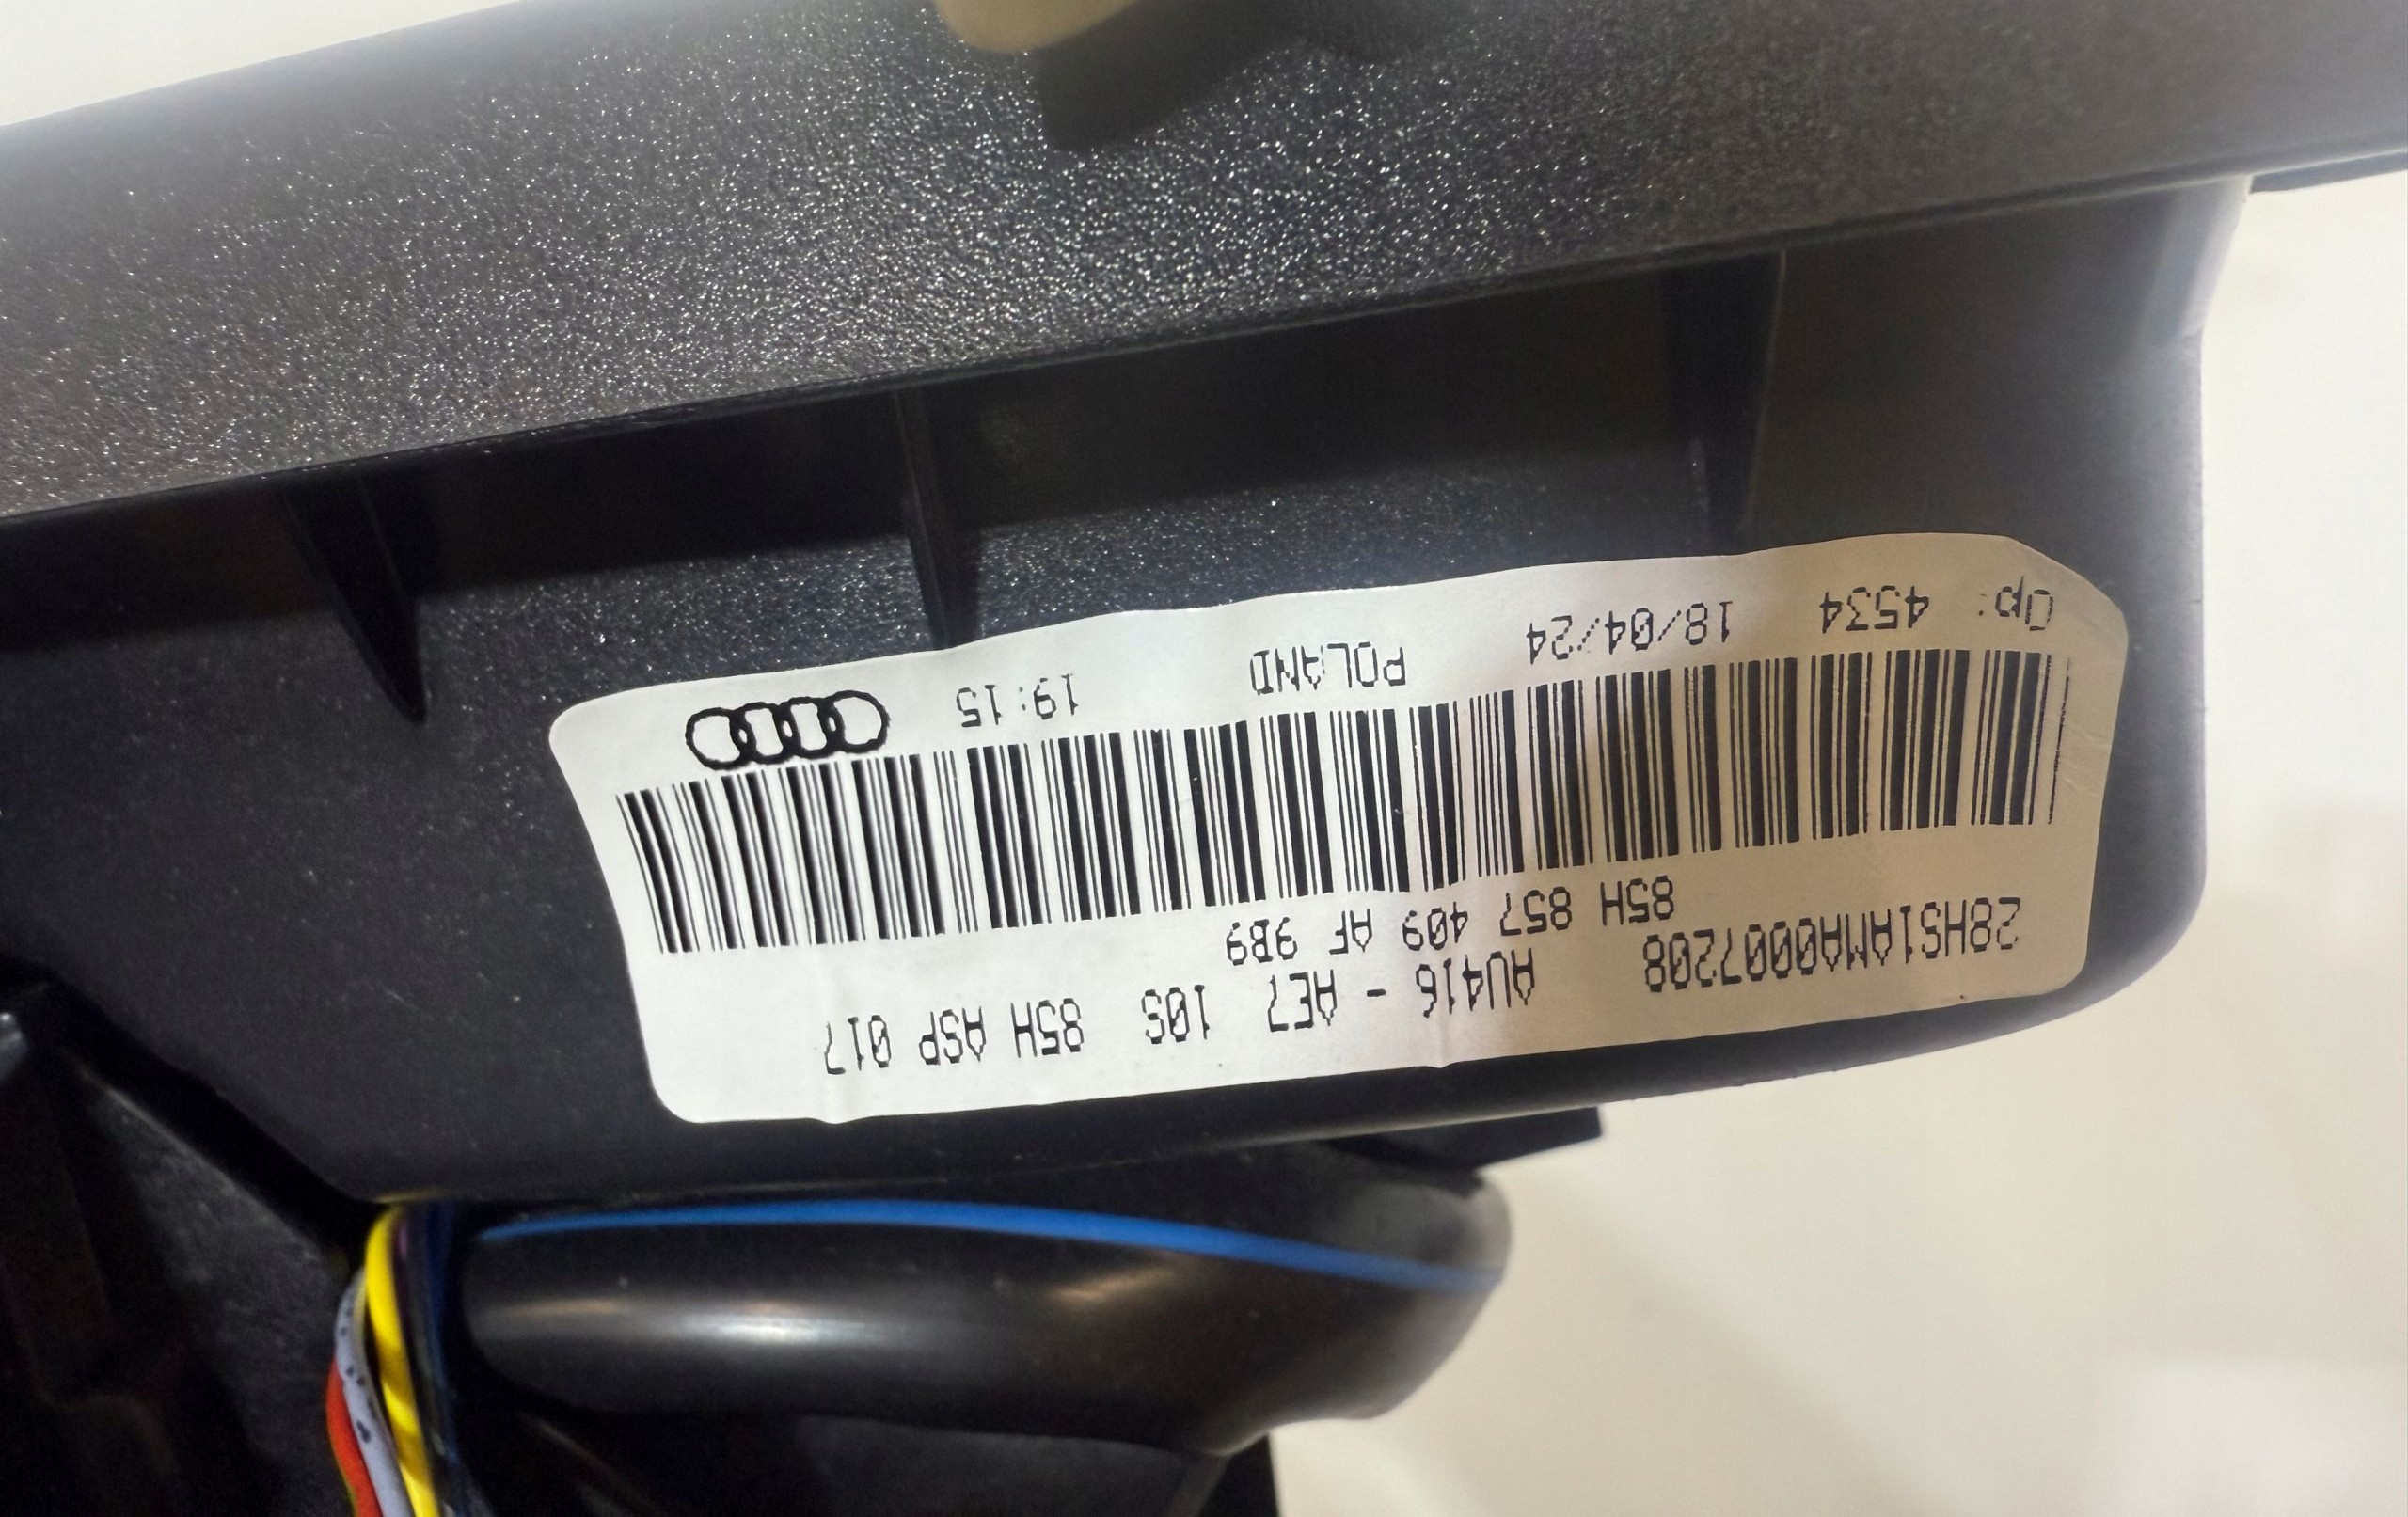 28HS1AMA0007208 AU416 - AE7 10S 85H ASP 017
85H 857 409 AF 9B9
Op: 4534 18/04/24 POLAND 19:15